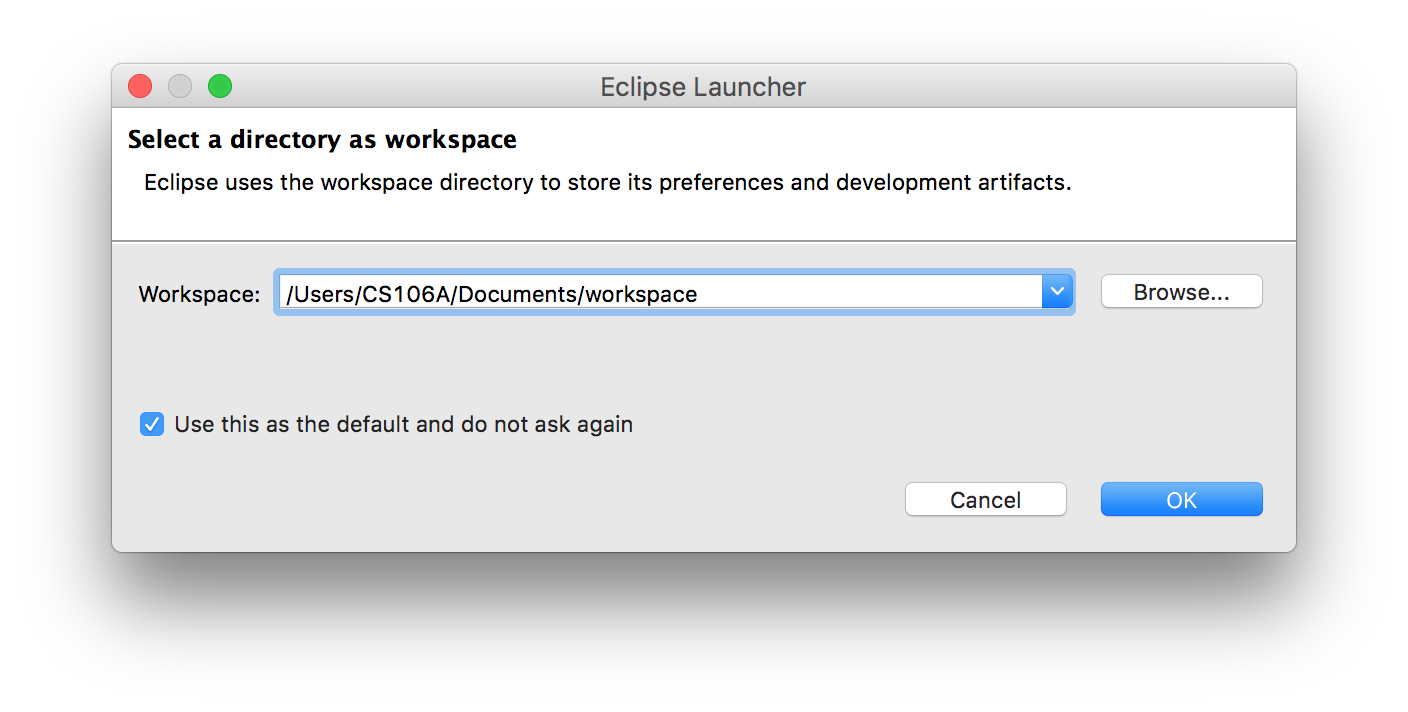 Eclipse Launcher
Select a directory as workspace
Eclipse uses the workspace directory to store its preferences and development artifacts.
Workspace: /Users/CS106A/Documents/workspace Browse...
Use this as the default and do not ask again
Cancel OK